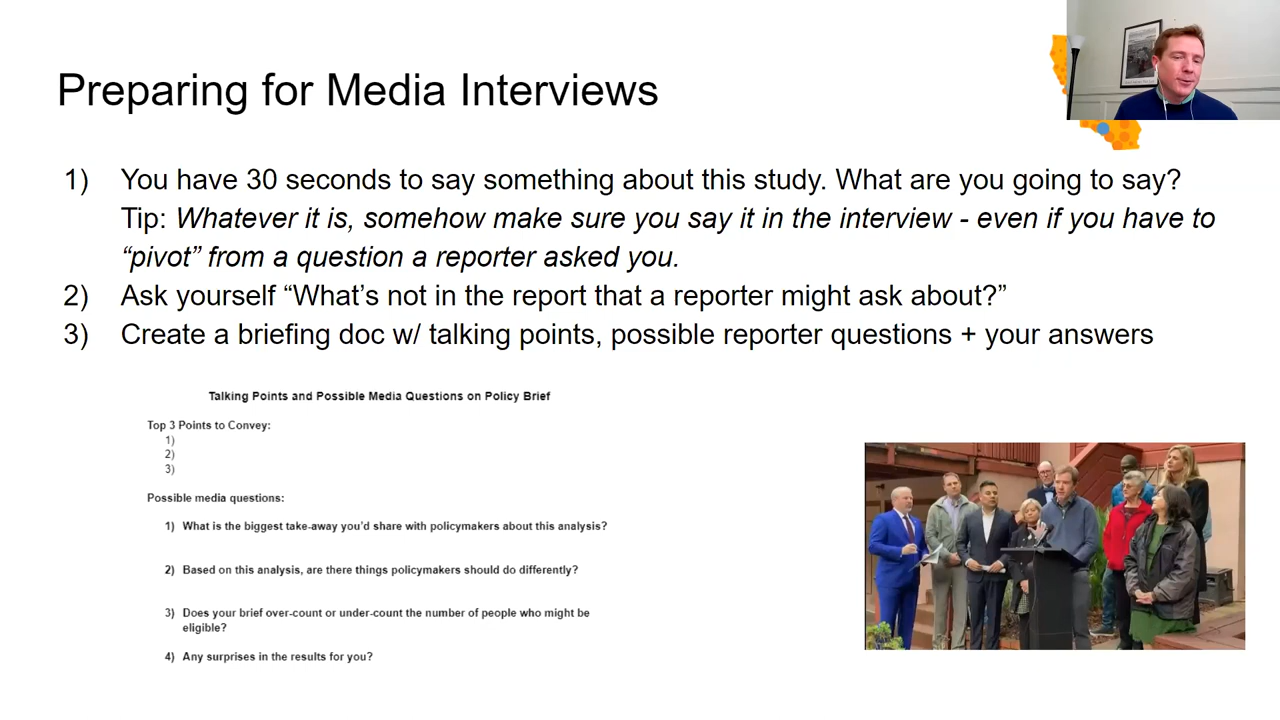 Preparing for Media Interviews
1) You have 30 seconds to say something about this study. What are you going to say?
Tip: Whatever it is, somehow make sure you say it in the interview - even if you have to
“pivot” from a question a reporter asked you.
2) Ask yourself “What’s not in the report that a reporter might ask about?”
3) Create a briefing doc w/ talking points, possible reporter questions + your answers
Talking Points and Possible Media Questions on Policy Brief
Top 3 Points to Convey:
1)
2)
3)
Possible media questions:
1) What is the biggest take-away you'd share with policymakers about this analysis?
2) Based on this analysis, are there things policymakers should do differently?
3) Does your brief over-count or under-count the number of people who might be
eligible?
4) Any surprises in the results for you?